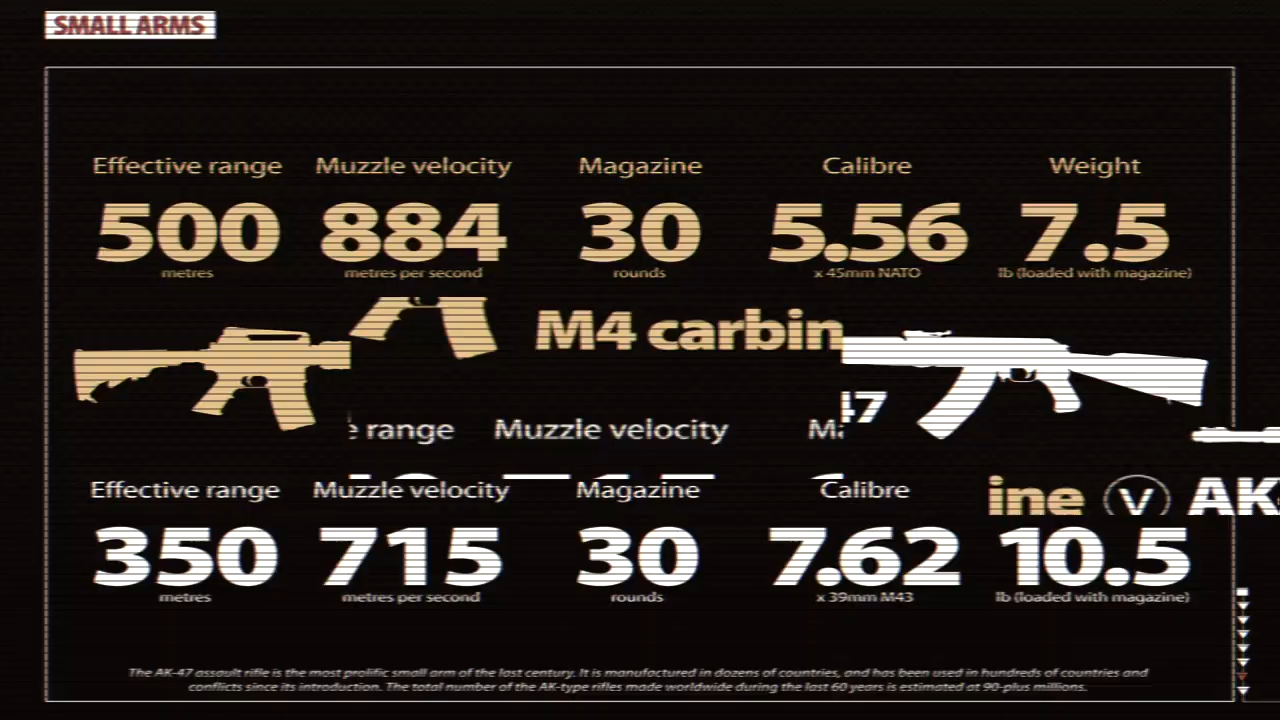 SMALL ARMS
Effective range Muzzle velocity Magazine Calibre Weight
500 884 30 5.56 7.5
metres metres per second rounds x 45mm NATO lb (loaded with magazine)
M4 carbin
47
e range Muzzle velocity Ma
Effective range Muzzle velocity Magazine Calibre
ine V AK
350 715 30 7.62 10.5
metres metres per second rounds x 39mm M43 lb (loaded with magazine)
The AK-47 assault rifle is the most prolific small arm of the last century. It is manufactured in dozens of countries, and has been used in hundreds of countries and
conflicts since its introduction. The total number of the AK-type rifles made worldwide during the last 60 years is estimated at 90-plus millions.